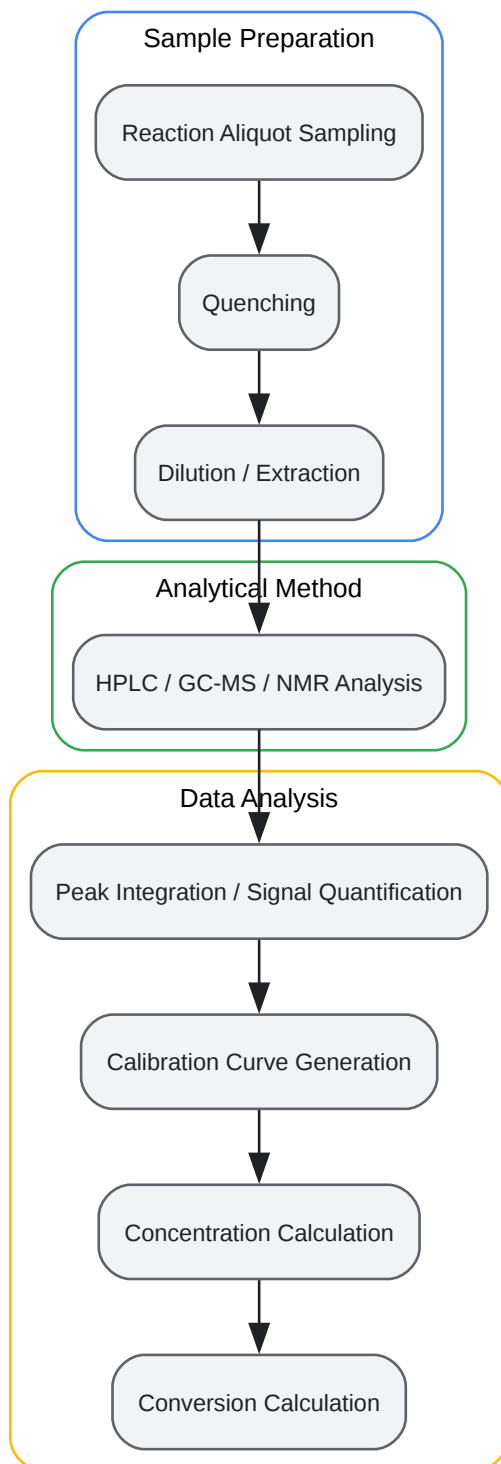 Sample Preparation
Reaction Aliquot Sampling
Quenching
Dilution / Extraction
Analytical Method
HPLC / GC-MS / NMR Analysis
Data Analysis
Peak Integration / Signal Quantification
Calibration Curve Generation
Concentration Calculation
Conversion Calculation